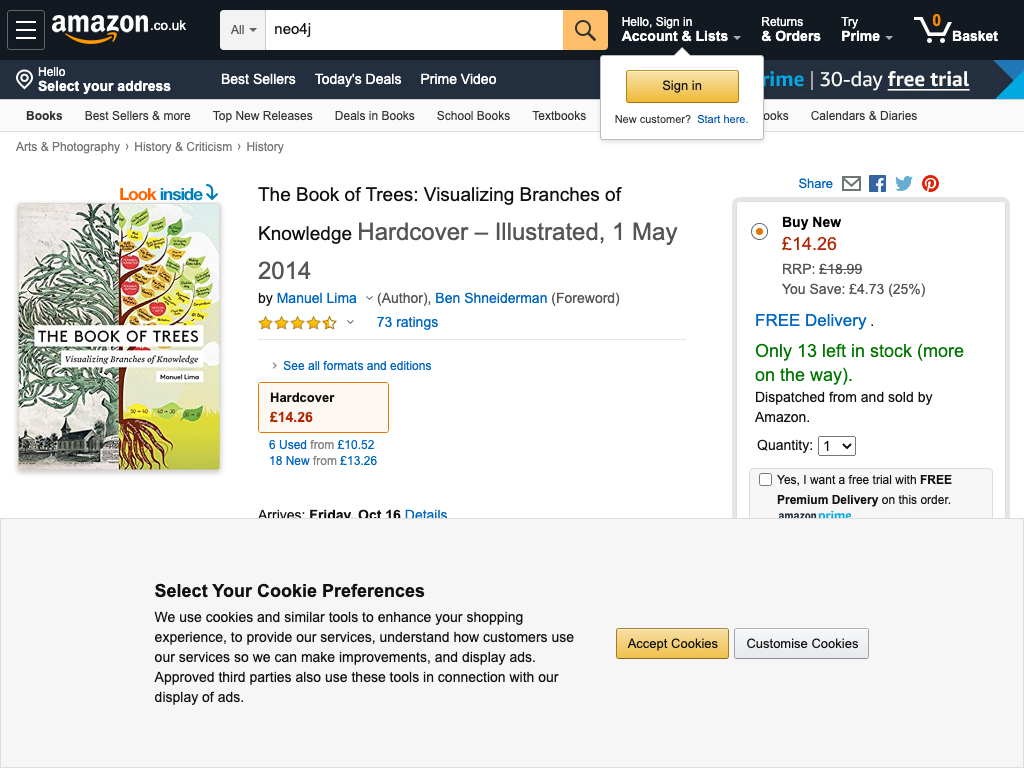 amazon.co.uk
All
neo4j
Hello, Sign in
Account & Lists
Returns
& Orders
Try
Prime
0
Basket
Hello
Select your address
Best Sellers
Today's Deals
Prime Video
rime | 30-day free trial
Sign in
New customer? Start here.
Books
Best Sellers & more
Top New Releases
Deals in Books
School Books
Textbooks
ooks
Calendars & Diaries
Arts & Photography › History & Criticism › History
Look inside
THE BOOK OF TREES
Visualizing Branches of Knowledge
Manuel Lima
The Book of Trees: Visualizing Branches of
Knowledge Hardcover – Illustrated, 1 May
2014
by Manuel Lima (Author), Ben Shneiderman (Foreword)
73 ratings
See all formats and editions
Hardcover
£14.26
6 Used from £10.52
18 New from £13.26
Arrives: Friday, Oct 16 Details
Share
Buy New
£14.26
RRP: £18.99
You Save: £4.73 (25%)
FREE Delivery .
Only 13 left in stock (more
on the way).
Dispatched from and sold by
Amazon.
Quantity: 1
Yes, I want a free trial with FREE
Premium Delivery on this order.
amazon prime
Select Your Cookie Preferences
We use cookies and similar tools to enhance your shopping
experience, to provide our services, understand how customers use
our services so we can make improvements, and display ads.
Approved third parties also use these tools in connection with our
display of ads.
Accept Cookies
Customise Cookies